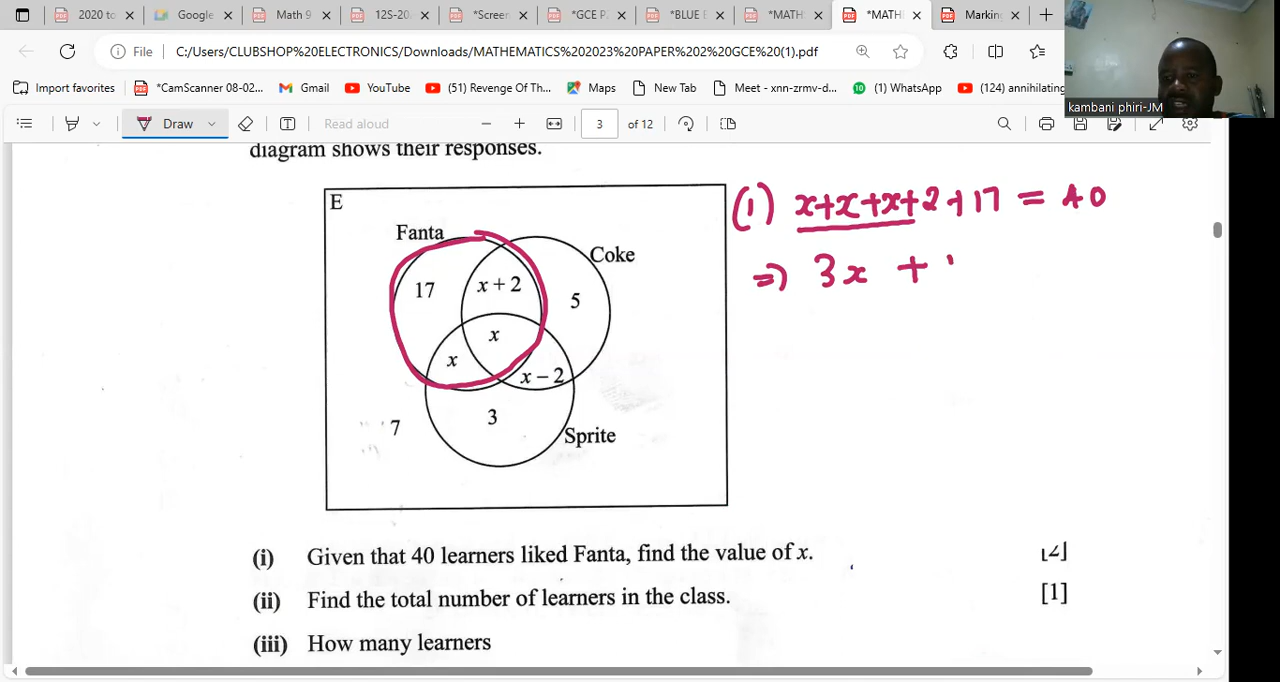 2020 to
Google
Math 9
12S-20
*Screen
*GCE P
*BLUE E
*MATH
*MATH
Marking
File C:/Users/CLUBSHOP%20ELECTRONICS/Downloads/MATHEMATICS%202023%20PAPER%202%20GCE%20(1).pdf
Import favorites
*CamScanner 08-02...
Gmail
YouTube
(51) Revenge Of Th...
Maps
New Tab
Meet - xnn-zrmv-d...
(1) WhatsApp
(124) annihilating
kambani phiri-JM
Draw
Read aloud
3 of 12
diagram shows their responses.
E
Fanta
Coke
17
x + 2
5
x
x
x – 2
3
7
Sprite
(1) x+x+x+2+17 = 40
⇒ 3x +
(i) Given that 40 learners liked Fanta, find the value of x. [2]
(ii) Find the total number of learners in the class. [1]
(iii) How many learners